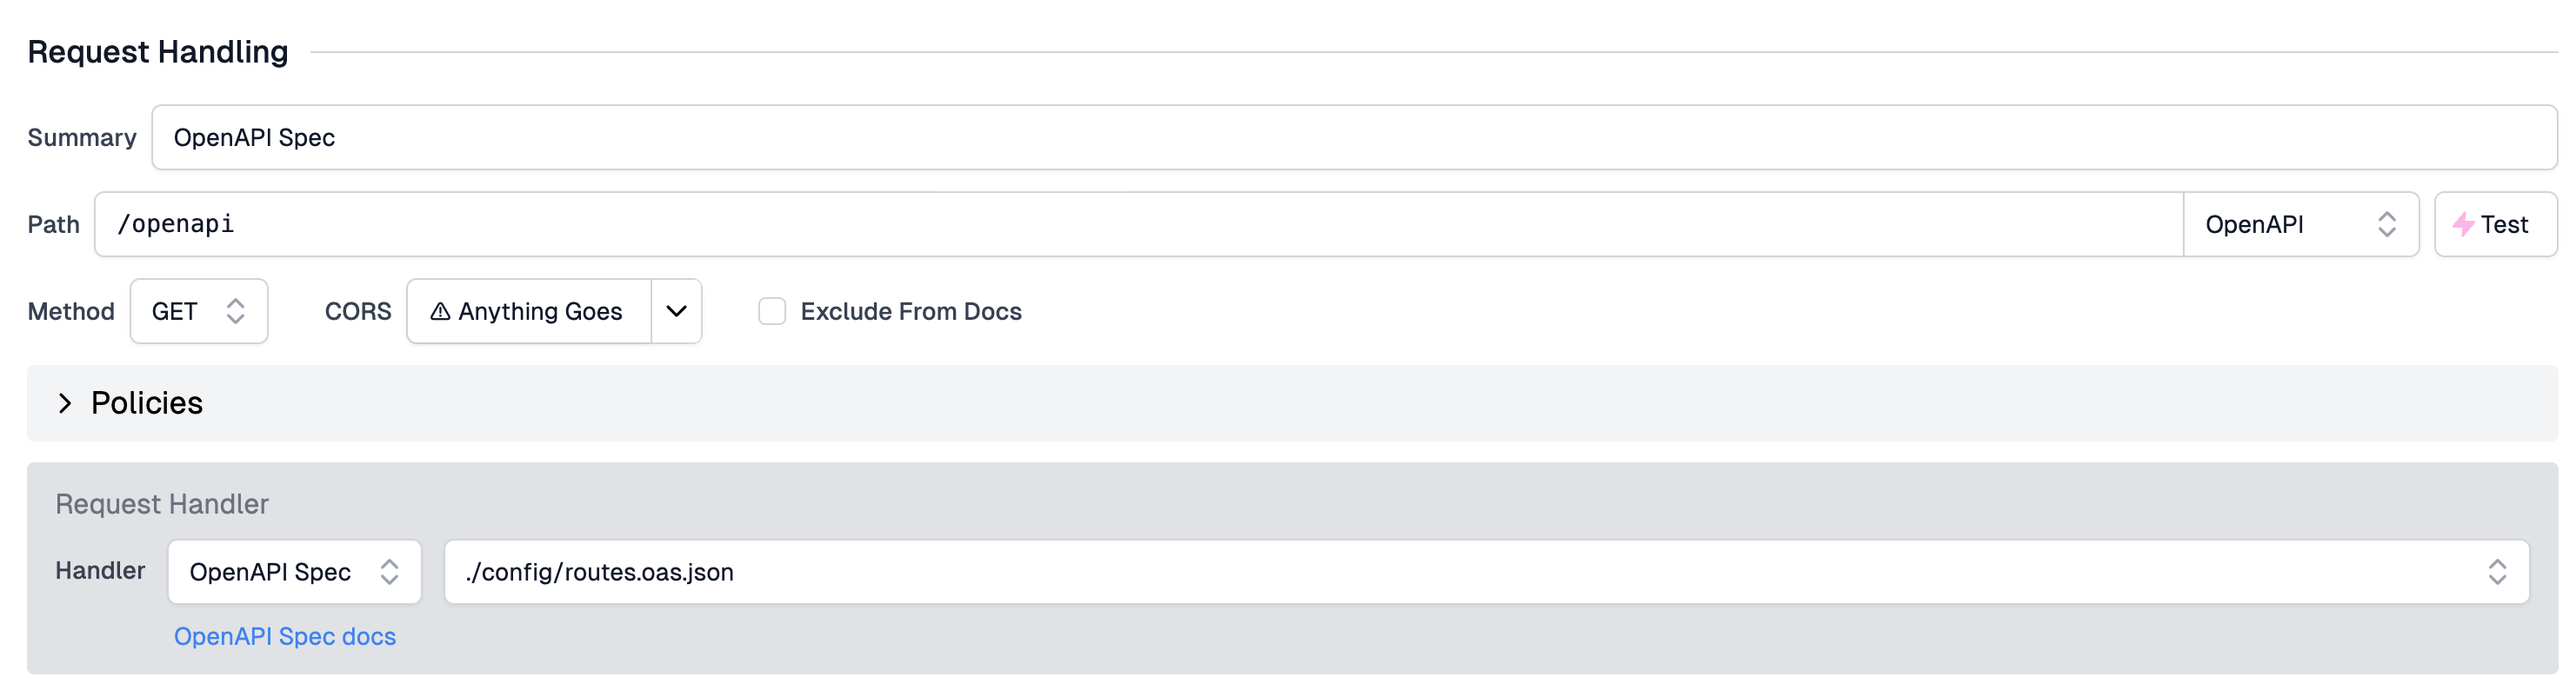 Request Handling
Summary OpenAPI Spec
Path /openapi OpenAPI Test
Method GET CORS Anything Goes Exclude From Docs
Policies
Request Handler
Handler OpenAPI Spec ./config/routes.oas.json
OpenAPI Spec docs